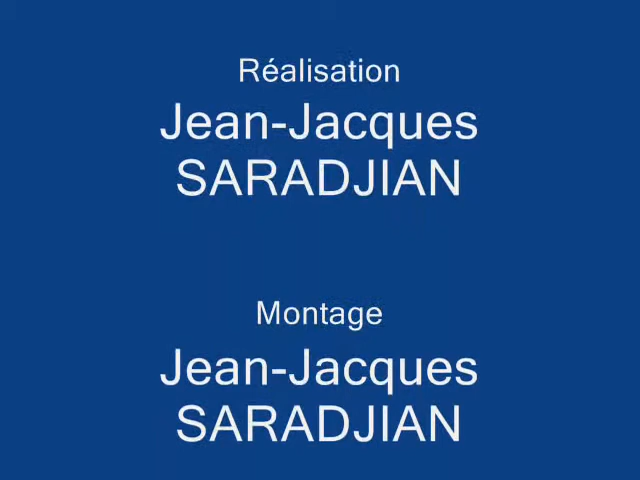 Réalisation
Jean-Jacques
SARADJIAN
Montage
Jean-Jacques
SARADJIAN